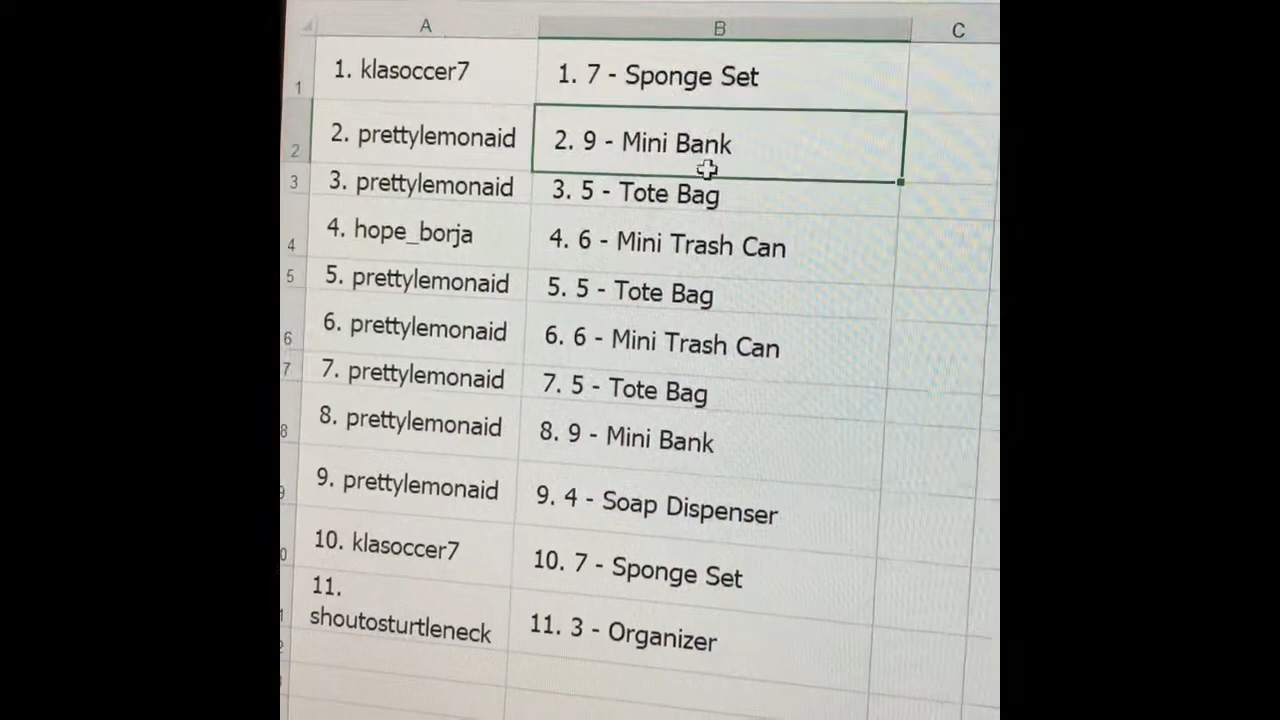 A B C
1 1. klasoccer7 1. 7 - Sponge Set
2 2. prettylemonaid 2. 9 - Mini Bank
3 3. prettylemonaid 3. 5 - Tote Bag
4 4. hope_borja 4. 6 - Mini Trash Can
5 5. prettylemonaid 5. 5 - Tote Bag
6 6. prettylemonaid 6. 6 - Mini Trash Can
7 7. prettylemonaid 7. 5 - Tote Bag
8 8. prettylemonaid 8. 9 - Mini Bank
9. prettylemonaid 9. 4 - Soap Dispenser
0 10. klasoccer7 10. 7 - Sponge Set
11.
shoutosturtleneck 11. 3 - Organizer